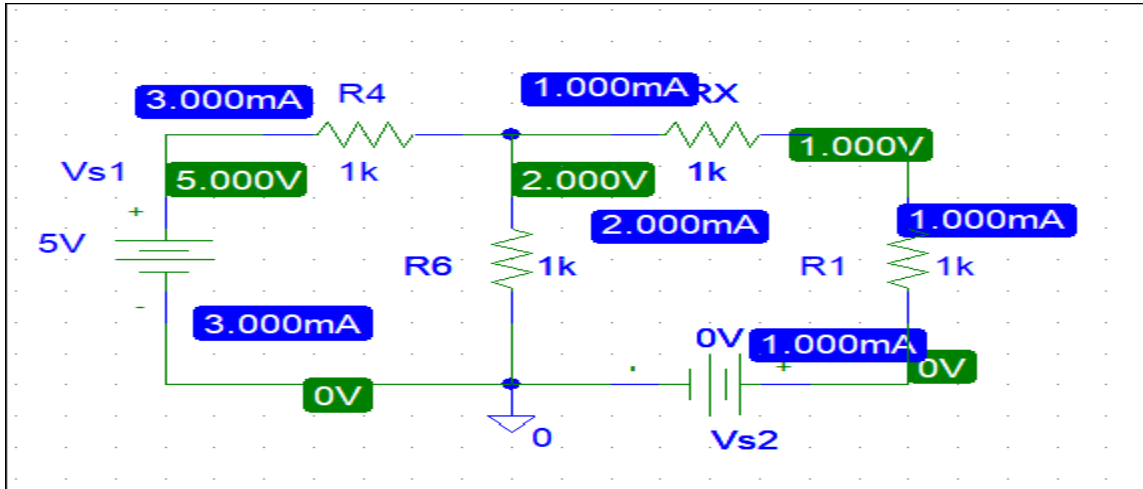 3.000mA
R4
1.000mA
RX
Vs1
5.000V
1k
2.000V
1k
1.000V
+
5V
2.000mA
1.000mA
R6
1k
R1
1k
-
3.000mA
0V
1.000mA
0V
-
+
0V
0
Vs2